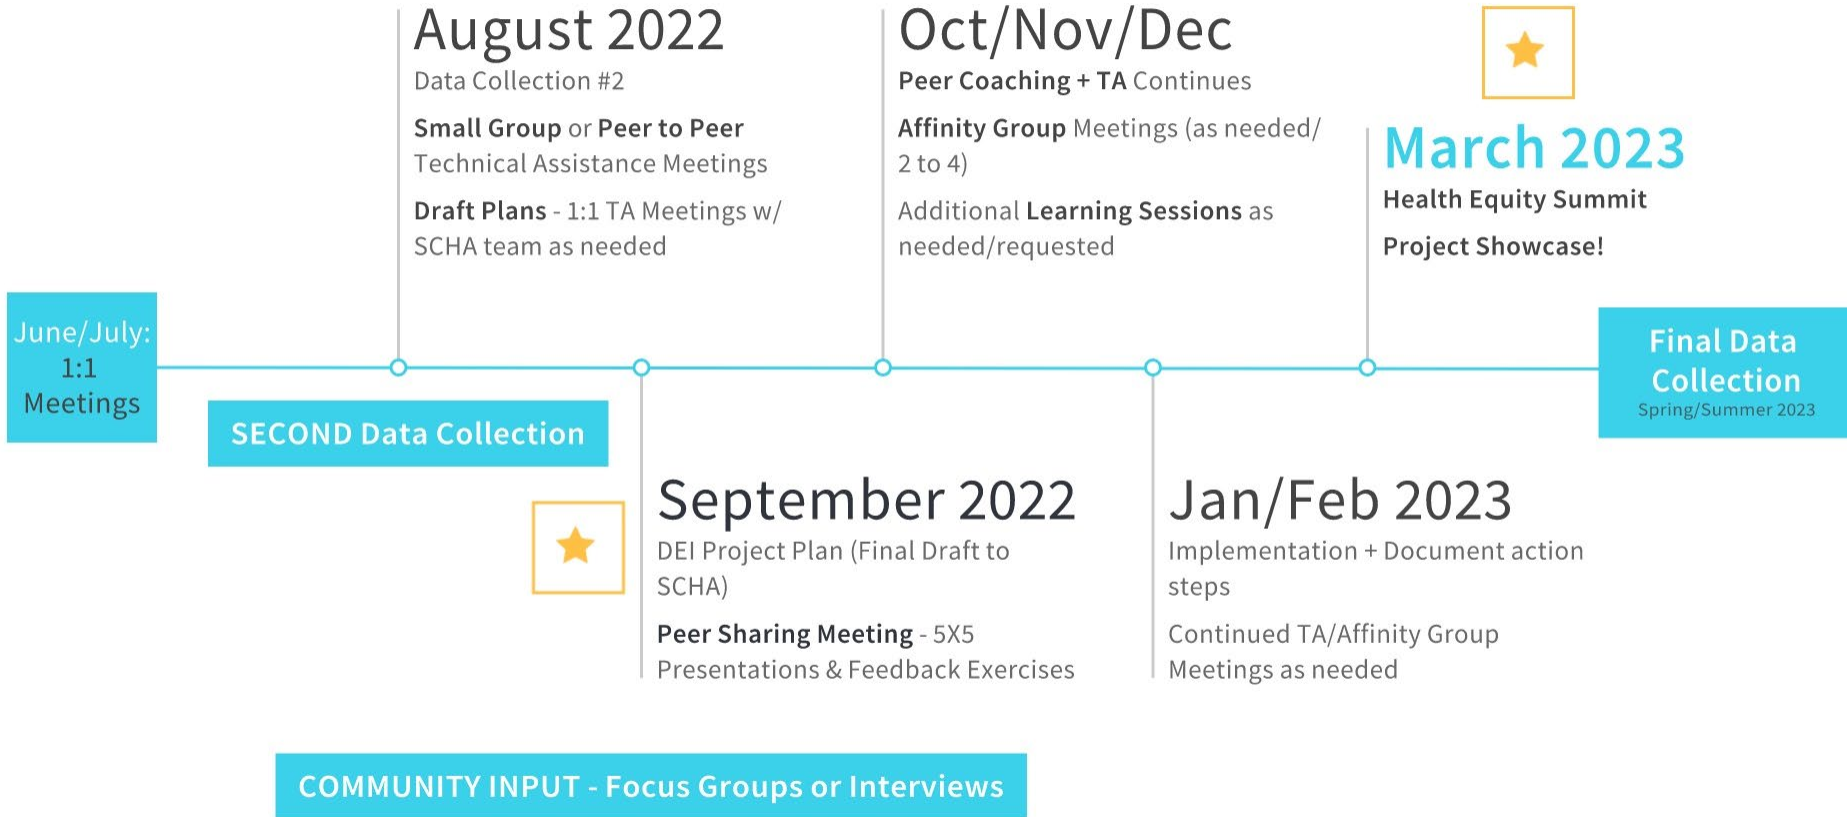 August 2022
Data Collection #2
Small Group or Peer to Peer
Technical Assistance Meetings
Draft Plans - 1:1 TA Meetings w/
SCHA team as needed
Oct/Nov/Dec
Peer Coaching + TA Continues
Affinity Group Meetings (as needed/
2 to 4)
Additional Learning Sessions as
needed/requested
March 2023
Health Equity Summit
Project Showcase!
June/July:
1:1
Meetings
Final Data
Collection
Spring/Summer 2023
SECOND Data Collection
September 2022
DEI Project Plan (Final Draft to
SCHA)
Peer Sharing Meeting - 5X5
Presentations & Feedback Exercises
Jan/Feb 2023
Implementation + Document action
steps
Continued TA/Affinity Group
Meetings as needed
COMMUNITY INPUT - Focus Groups or Interviews